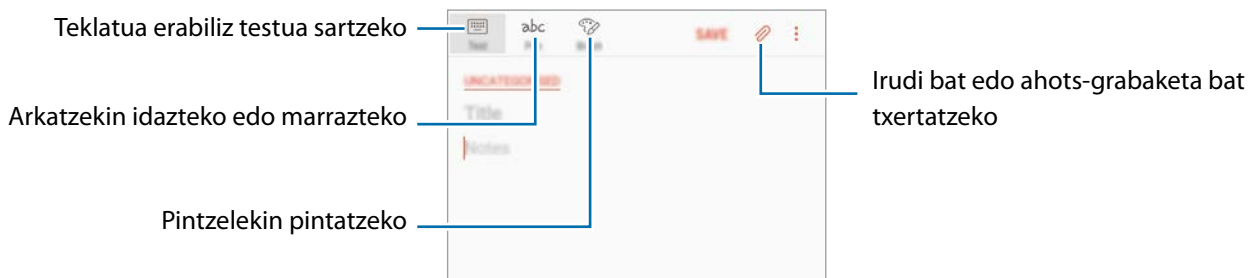 Teklatua erabiliz testua sartzeko
abc
SAVE
Irudi bat edo ahots-grabaketa bat
txertatzeko
UNCATEGORISED
Arkatzekin idazteko edo marrazteko
Title
Notes
Pintzelekin pintatzeko